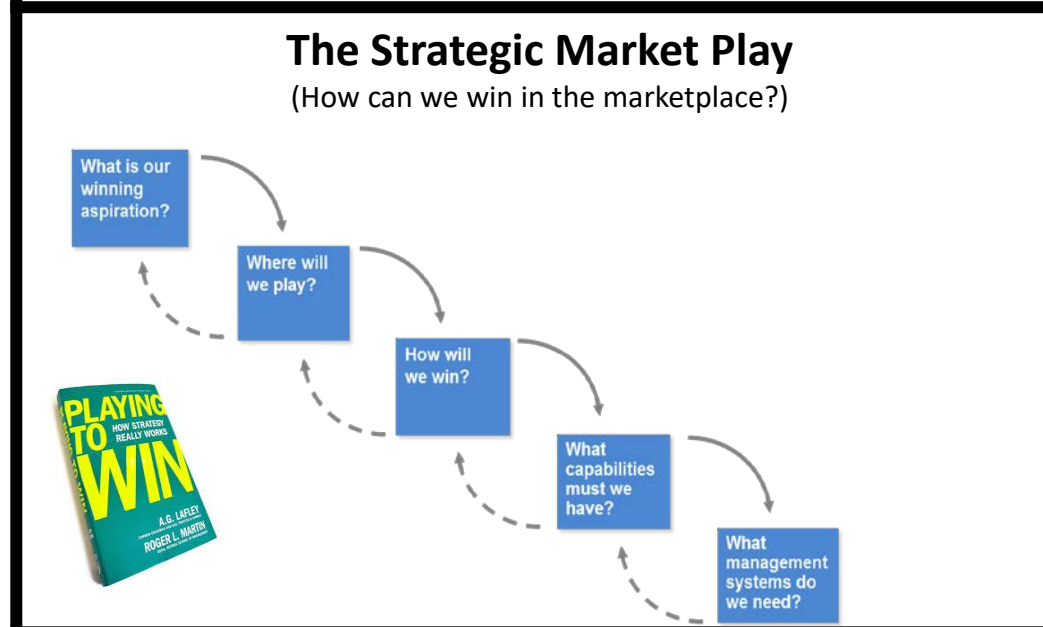 The Strategic Market Play
(How can we win in the marketplace?)
What is our
winning
aspiration?
Where will
we play?
How will
we win?
What
capabilities
must we
have?
What
management
systems do
we need?
PLAYING
TO
HOW STRATEGY
REALLY WORKS
WIN
A.G. LAFLEY
ROGER L. MARTIN